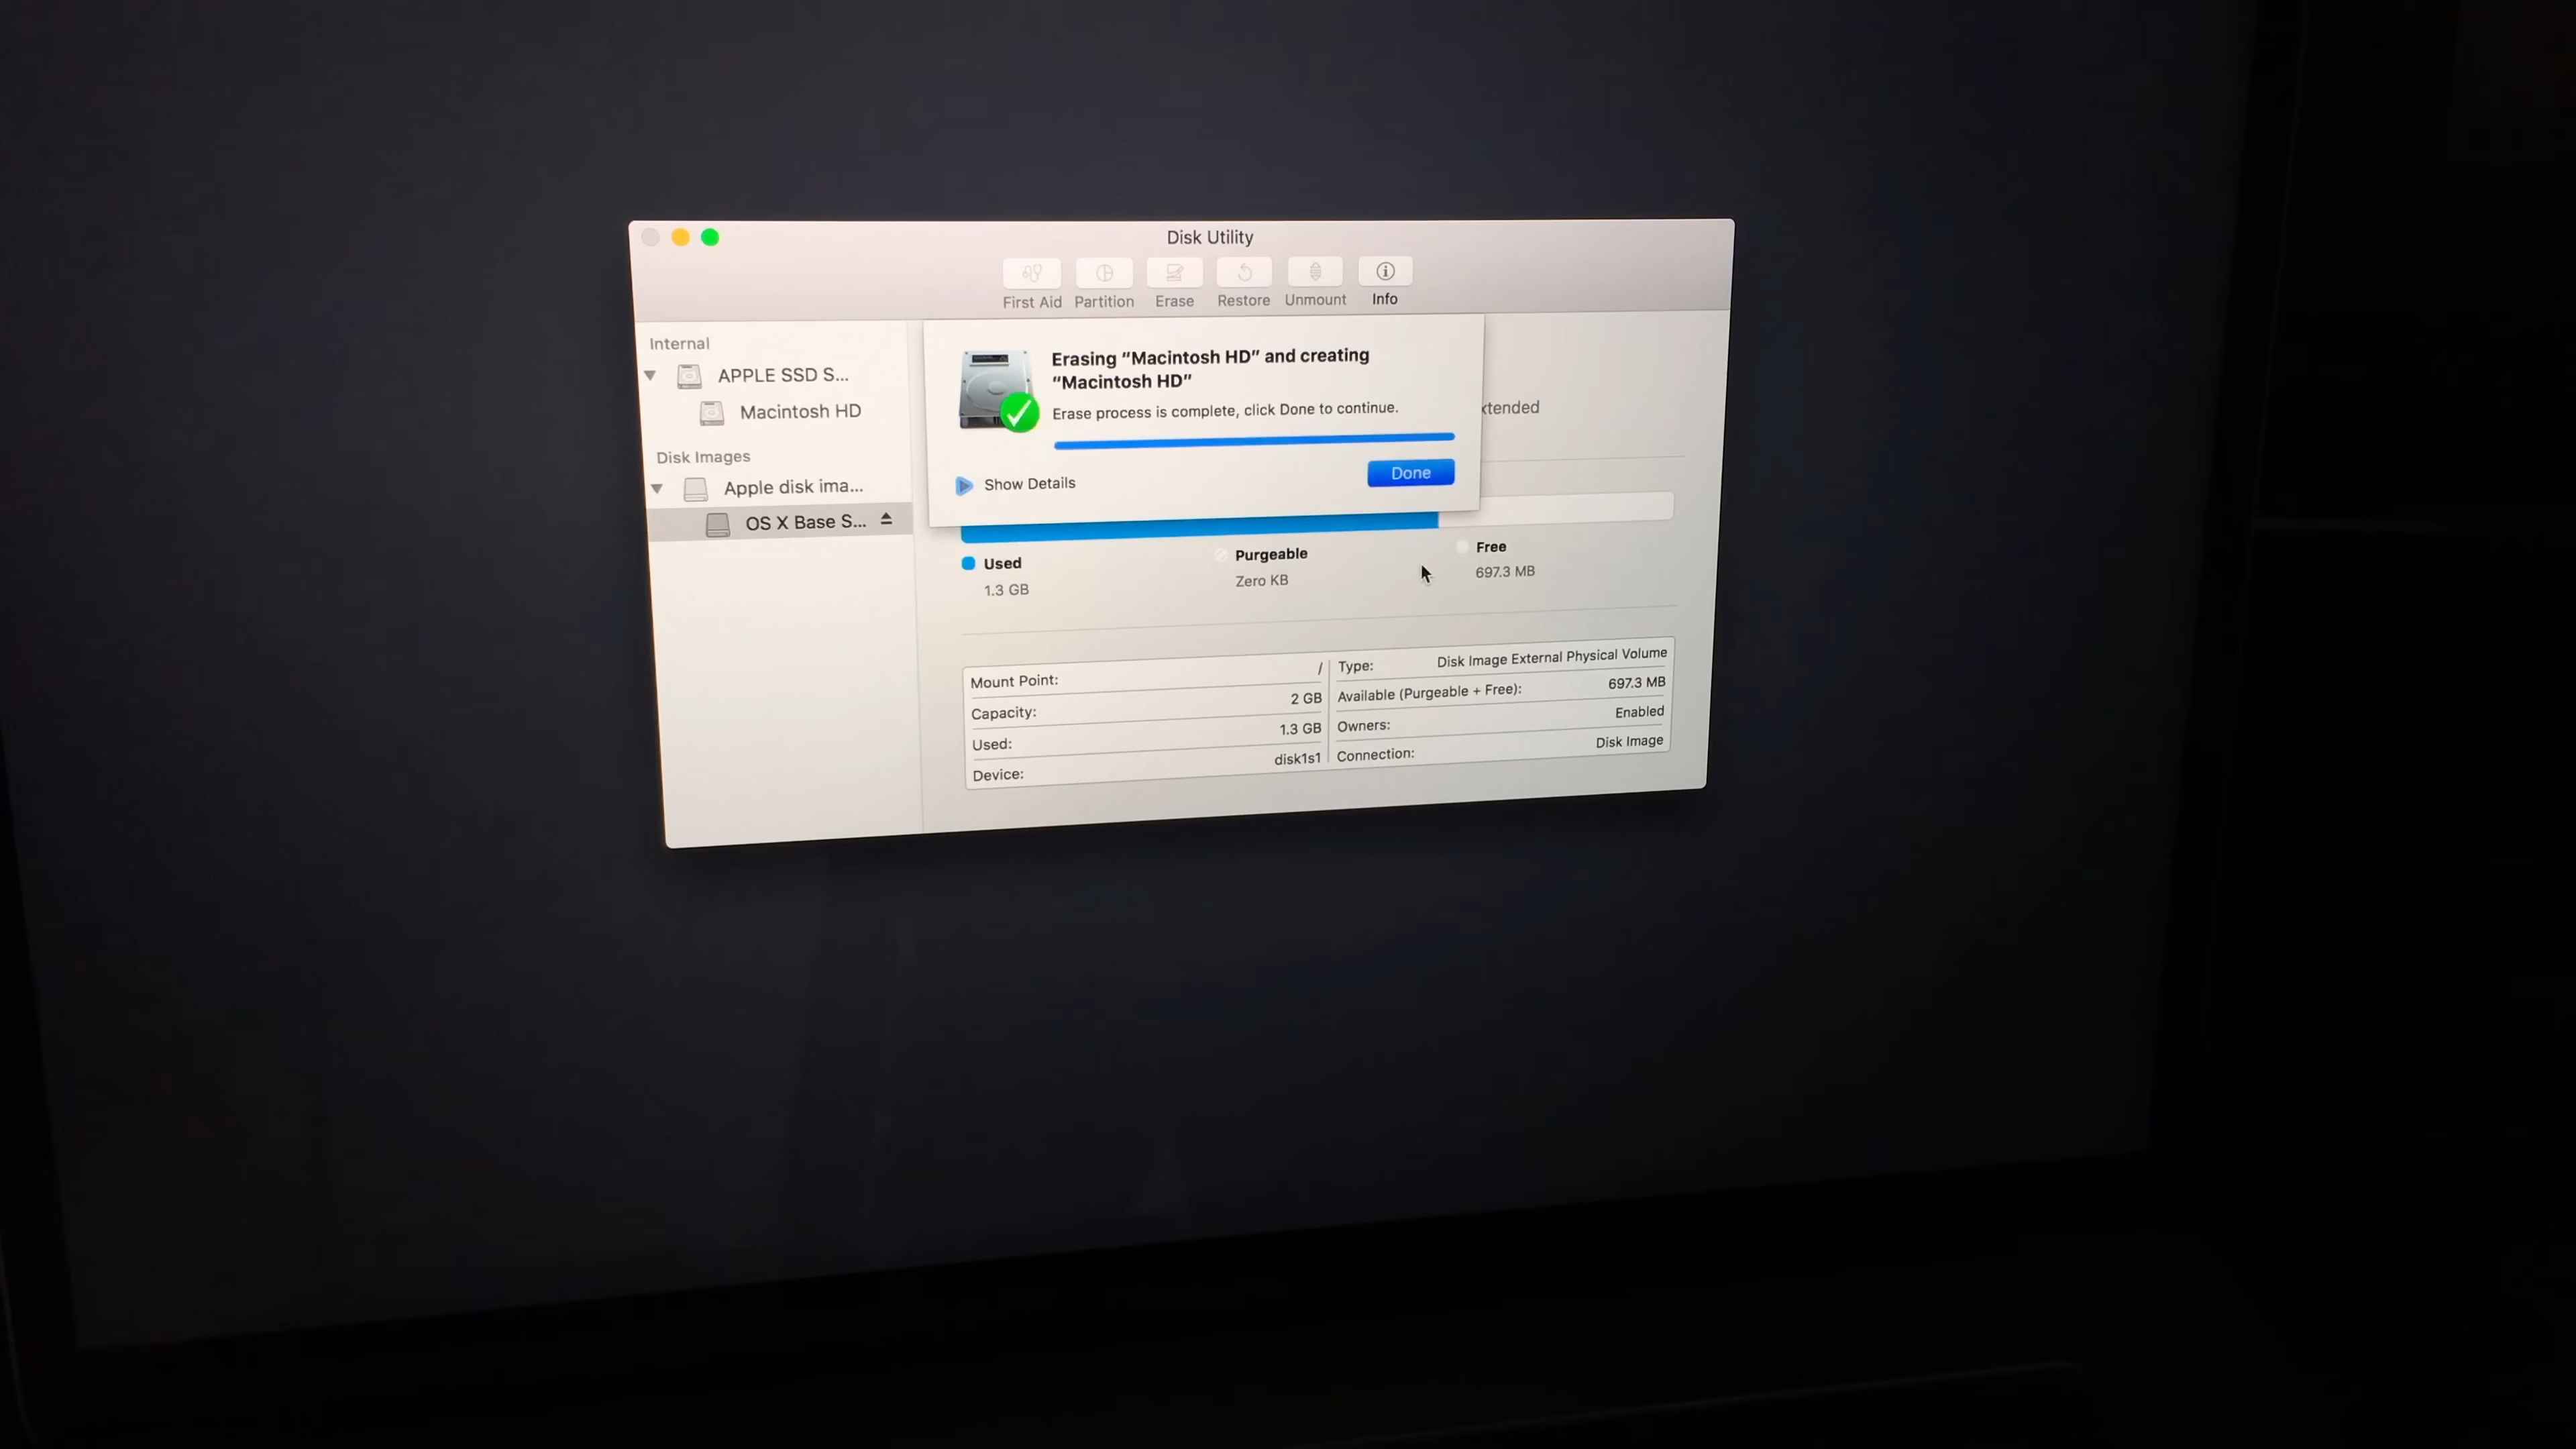 Disk Utility
First Aid
Partition
Erase
Restore
Unmount
Info
Internal
APPLE SSD S...
Macintosh HD
Disk Images
Apple disk ima...
OS X Base S...
Erasing “Macintosh HD” and creating
“Macintosh HD”
Erase process is complete, click Done to continue.
Show Details
Done
xtended
Used
1.3 GB
Purgeable
Zero KB
Free
697.3 MB
Mount Point: /
Capacity: 2 GB
Used: 1.3 GB
Device: disk1s1
Type: Disk Image External Physical Volume
Available (Purgeable + Free): 697.3 MB
Owners: Enabled
Connection: Disk Image